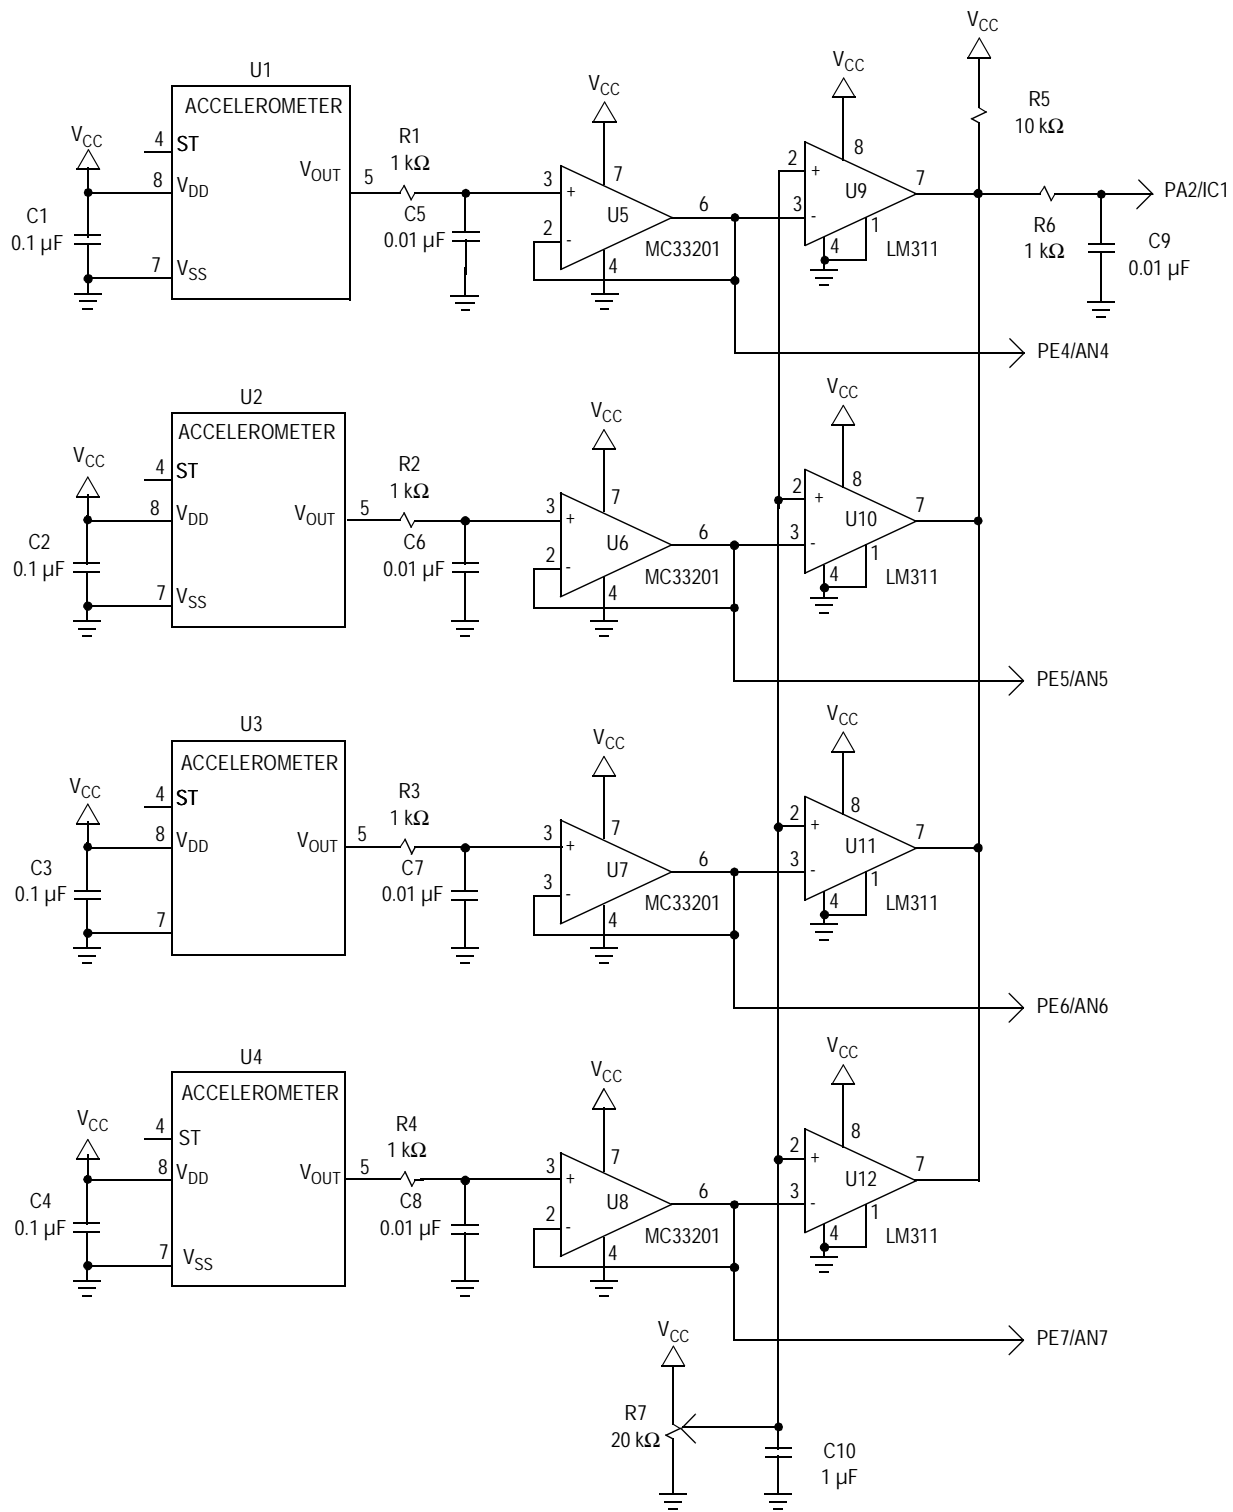 VCC
U1
VCC
VCC
ACCELEROMETER
R5
10 kΩ
VCC
4
ST
R1
1 kΩ
8
VDD
VOUT
5
3
+
7
U5
2
+
8
U9
7
PA2/IC1
C1
0.1 µF
C5
0.01 µF
2
-
6
3
-
1
R6
1 kΩ
C9
0.01 µF
7
VSS
4
MC33201
4
LM311
PE4/AN4
U2
VCC
VCC
ACCELEROMETER
VCC
4
ST
R2
1 kΩ
8
VDD
VOUT
5
3
+
7
U6
2
+
8
U10
7
C2
0.1 µF
C6
0.01 µF
2
-
6
3
-
1
7
VSS
4
MC33201
4
LM311
PE5/AN5
U3
VCC
VCC
ACCELEROMETER
VCC
4
ST
R3
1 kΩ
8
VDD
VOUT
5
3
+
7
U7
2
+
8
U11
7
C3
0.1 µF
C7
0.01 µF
3
-
6
3
-
1
7
4
MC33201
4
LM311
PE6/AN6
U4
VCC
VCC
ACCELEROMETER
VCC
4
ST
R4
1 kΩ
8
VDD
VOUT
5
3
+
7
U8
2
+
8
U12
7
C4
0.1 µF
C8
0.01 µF
2
-
6
3
-
1
7
VSS
4
MC33201
4
LM311
PE7/AN7
VCC
R7
20 kΩ
C10
1 µF